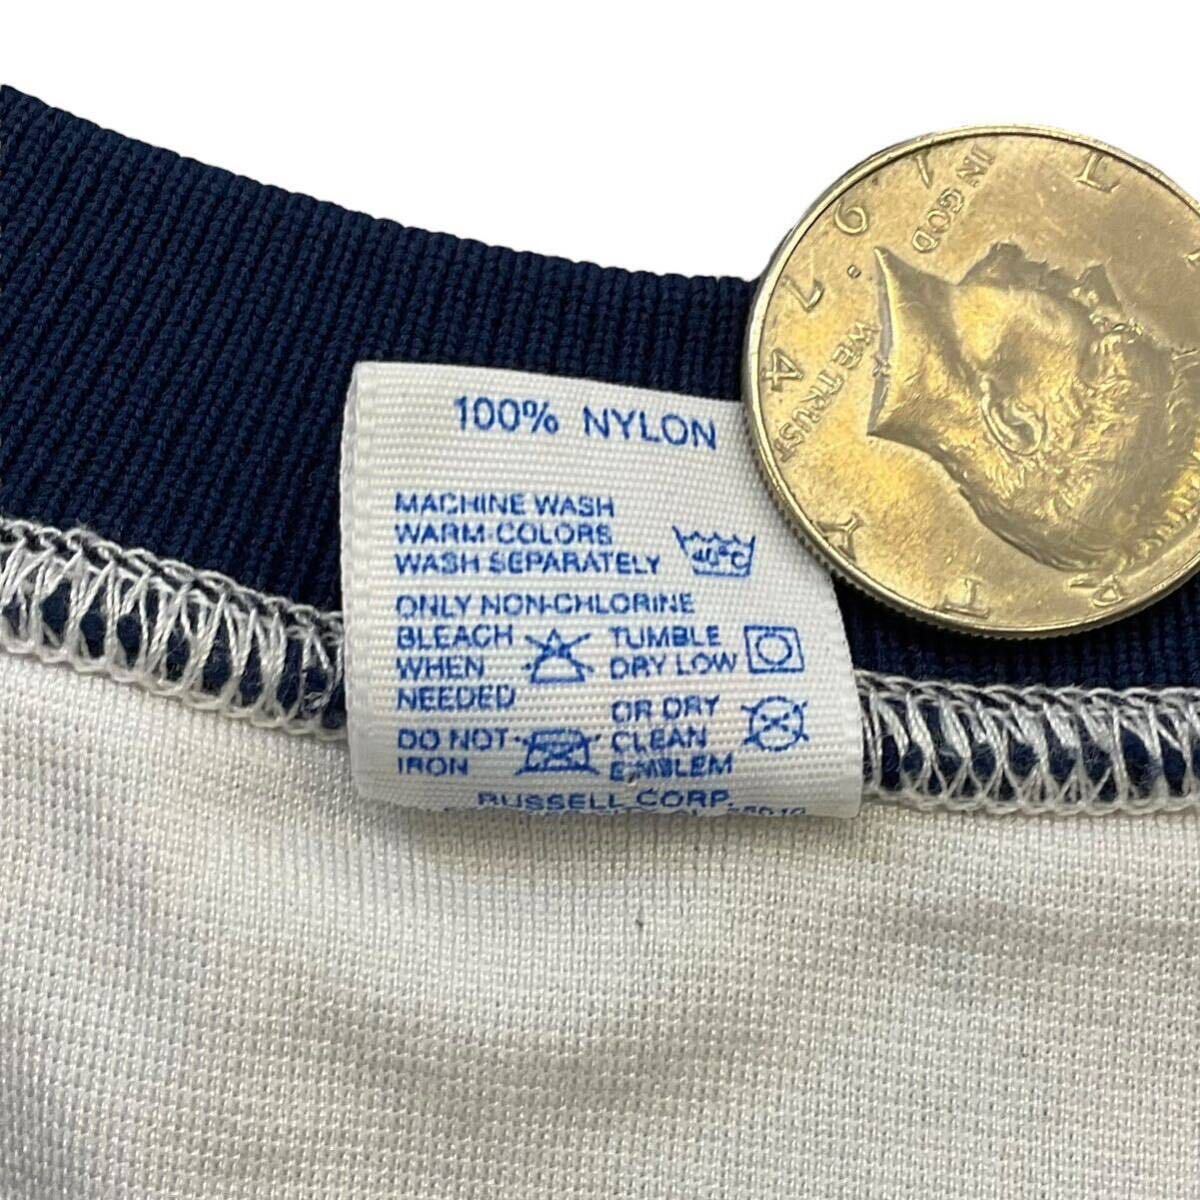 100% NYLON
MACHINE WASH
WARM-COLORS
WASH SEPARATELY
40°C
ONLY NON-CHLORINE
BLEACH TUMBLE
WHEN DRY LOW
NEEDED OR DRY
DO NOT CLEAN
IRON EMBLEM
RUSSELL CORP.
IN GOD
WE TRUST
1967-1974